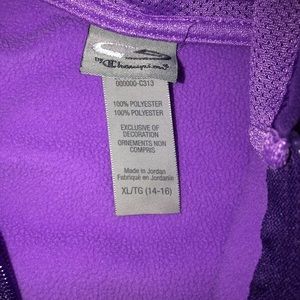 C9
BY Champion
000000-C313
100% POLYESTER
100% POLYESTER
EXCLUSIVE OF
DECORATION
ORNEMENTS NON
COMPRIS
Made in Jordan
Fabriqué en Jordanie
XL/TG (14-16)